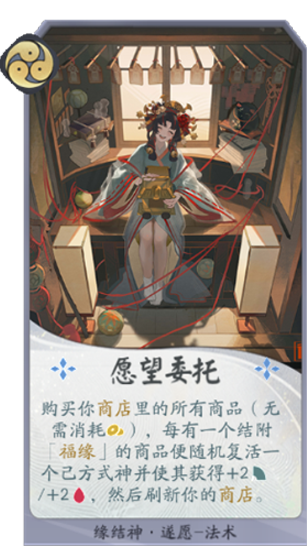 愿望委托
购买你商店里的所有商品（无
需消耗），每有一个结附
「福缘」的商品便随机复活一
个己方式神并使其获得+2
/+2，然后刷新你的商店。
缘结神·遂愿-法术